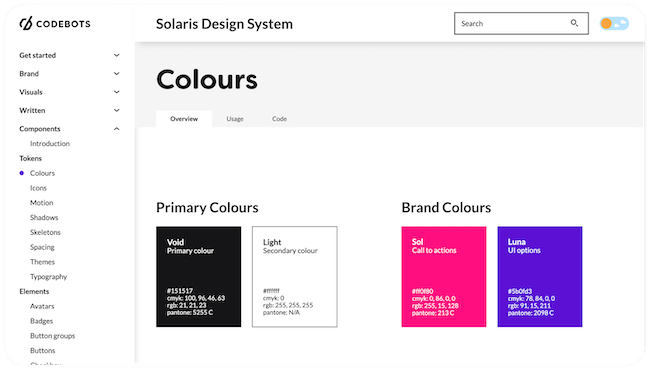 CODEBOTS
Solaris Design System
Search
Get started
Brand
Visuals
Written
Components
Introduction
Tokens
Colours
Icons
Motion
Shadows
Skeletons
Spacing
Themes
Typography
Elements
Avatars
Badges
Button groups
Buttons
Checkbox
Colours
Overview
Usage
Code
Primary Colours
Void
Primary colour
#151517
cmyk: 100, 96, 46, 63
rgb: 21, 21, 23
pantone: 5255 C
Light
Secondary colour
#ffffff
cmyk: 0
rgb: 255, 255, 255
pantone: N/A
Brand Colours
Sol
Call to actions
#ff0f80
cmyk: 0, 86, 0, 0
rgb: 255, 15, 128
pantone: 213 C
Luna
UI options
#5b0fd3
cmyk: 78, 84, 0, 0
rgb: 91, 15, 211
pantone: 2098 C